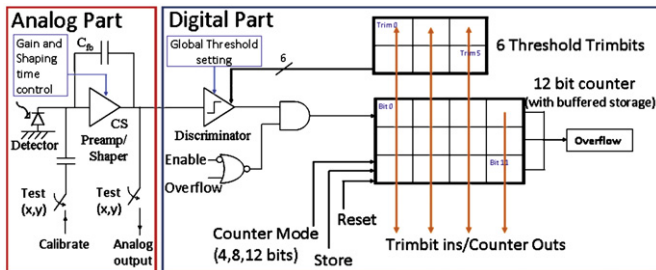 Analog Part
Digital Part
Gain and
Shaping
time
control
Cfb
CS
Preamp/
Shaper
Detector
Test
(x,y)
Test
(x,y)
Calibrate
Analog
output
Global Threshold
setting
6
Discriminator
Enable
Overflow
Trim 0
Trim 5
6 Threshold Trimbits
12 bit counter
(with buffered storage)
Bit 0
Bit 11
Overflow
Counter Mode
(4,8,12 bits)
Store
Reset
Trimbit ins/Counter Outs